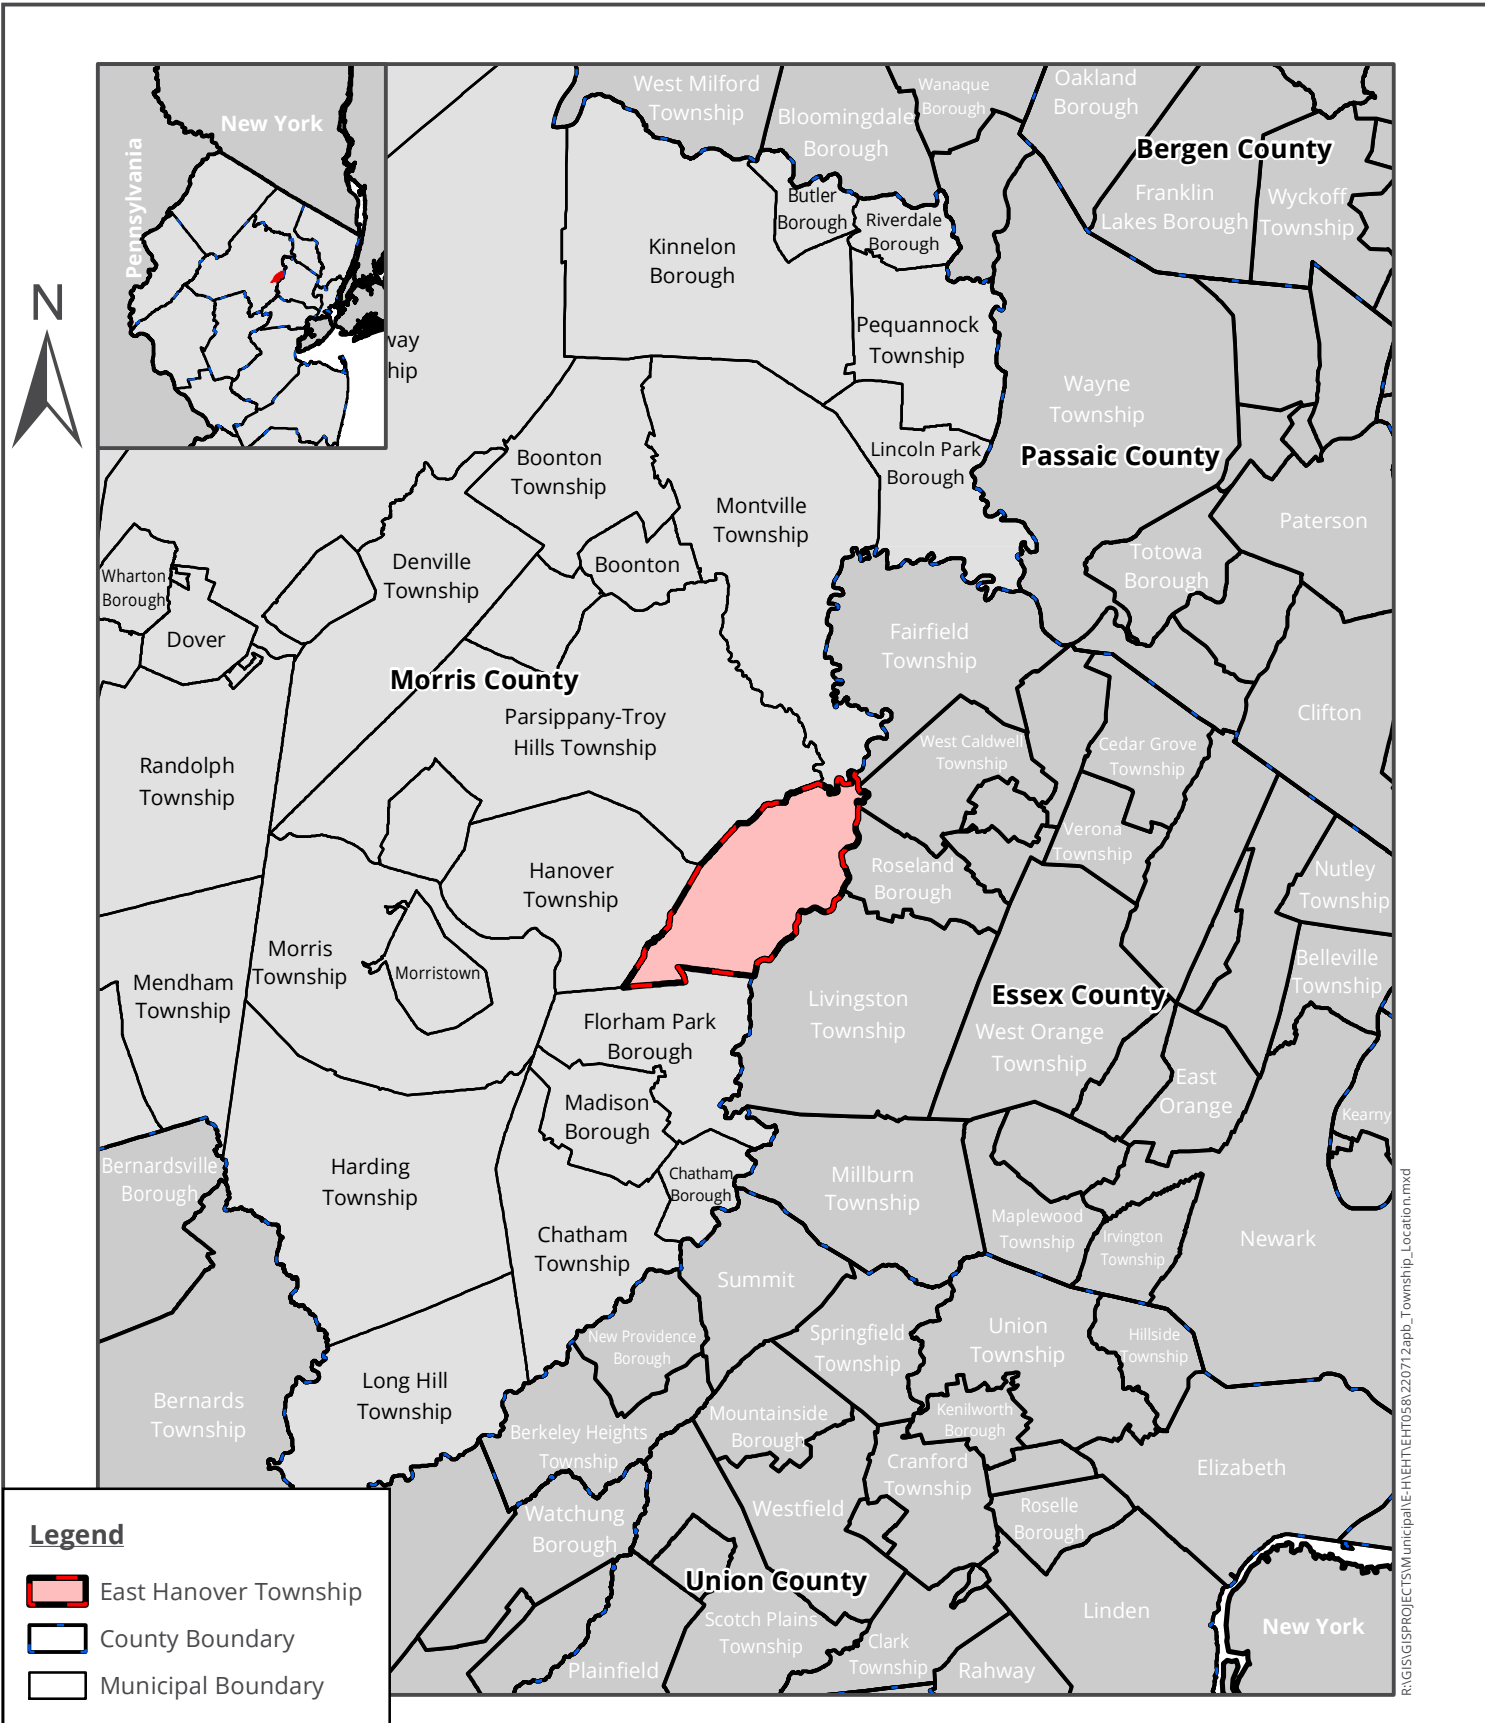 New York
Pennsylvania
N
way
hip
West Milford
Township
Bloomingdale
Borough
Wanaque
Borough
Oakland
Borough
Bergen County
Franklin
Lakes Borough
Wyckoff
Township
Butler
Borough
Riverdale
Borough
Kinnelon
Borough
Pequannock
Township
Wayne
Township
Passaic County
Lincoln Park
Borough
Boonton
Township
Montville
Township
Paterson
Totowa
Borough
Denville
Township
Boonton
Wharton
Borough
Dover
Fairfield
Township
Morris County
Parsippany-Troy
Hills Township
Clifton
West Caldwell
Township
Cedar Grove
Township
Randolph
Township
Verona
Township
Hanover
Township
Roseland
Borough
Nutley
Township
Morris
Township
Morristown
Mendham
Township
Belleville
Township
Livingston
Township
Essex County
West Orange
Township
Florham Park
Borough
East
Orange
Madison
Borough
Kearny
Bernardsville
Borough
Harding
Township
Chatham
Borough
Millburn
Township
Maplewood
Township
Irvington
Township
Newark
Chatham
Township
Summit
New Providence
Borough
Springfield
Township
Union
Township
Hillside
Township
Bernards
Township
Long Hill
Township
Berkeley Heights
Township
Mountainside
Borough
Kenilworth
Borough
Cranford
Township
Elizabeth
Watchung
Borough
Westfield
Roselle
Borough
Union County
Scotch Plains
Township
Linden
New York
Clark
Township
Rahway
Plainfield
Legend
East Hanover Township
County Boundary
Municipal Boundary
R:\GIS\GISPROJECTS\Municipal\E-H\EHT\EHT058\220712apb_Township_Location.mxd